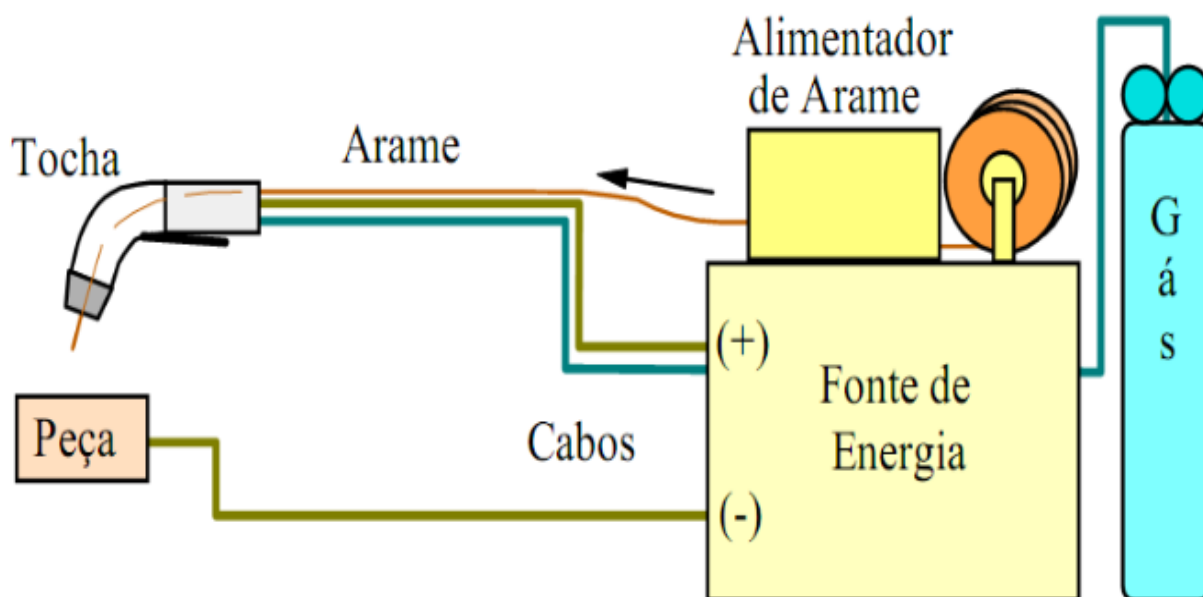 Alimentador
de Arame
Arame
Tocha
G
á
s
(+)
Fonte de
Energia
Peça
Cabos
(-)